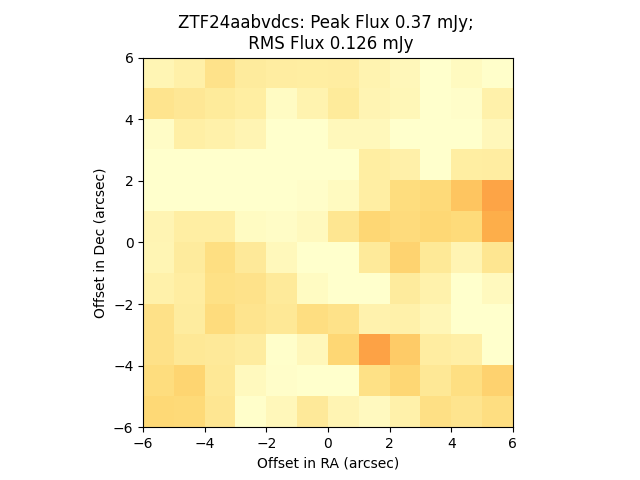 ZTF24aabvdcs: Peak Flux 0.37 mJy;
RMS Flux 0.126 mJy
6
4
2
0
−2
−4
−6
Offset in Dec (arcsec)
−6 −4 −2 0 2 4 6
Offset in RA (arcsec)